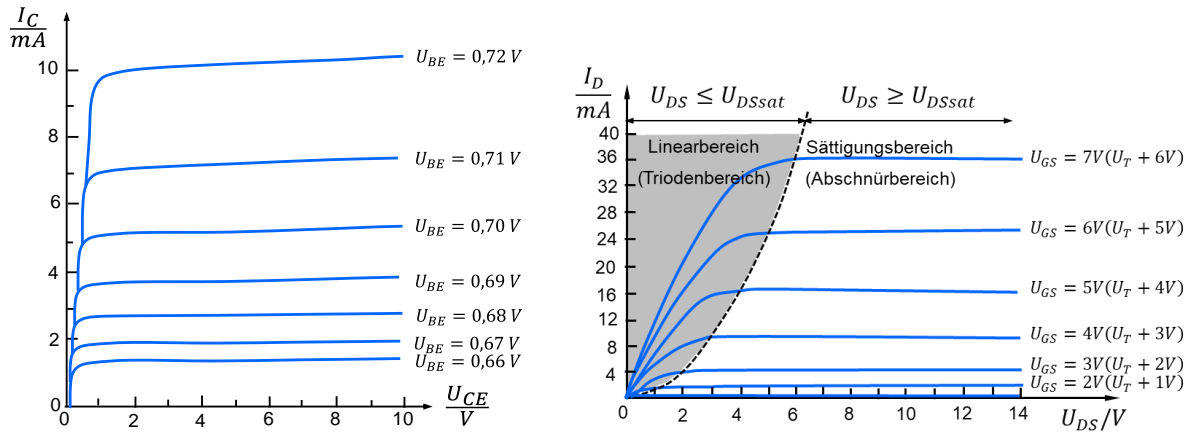 I_C
mA
10
8
6
4
2
0
0
2
4
6
8
10
U_CE
V
U_BE = 0,72 V
U_BE = 0,71 V
U_BE = 0,70 V
U_BE = 0,69 V
U_BE = 0,68 V
U_BE = 0,67 V
U_BE = 0,66 V
I_D
mA
U_DS ≤ U_DSsat
U_DS ≥ U_DSsat
40
36
32
28
24
20
16
12
8
4
Linearbereich
(Triodenbereich)
Sättigungsbereich
(Abschnürbereich)
U_GS = 7V(U_T + 6V)
U_GS = 6V(U_T + 5V)
U_GS = 5V(U_T + 4V)
U_GS = 4V(U_T + 3V)
U_GS = 3V(U_T + 2V)
U_GS = 2V(U_T + 1V)
0
2
4
6
8
10
12
14
U_DS/V